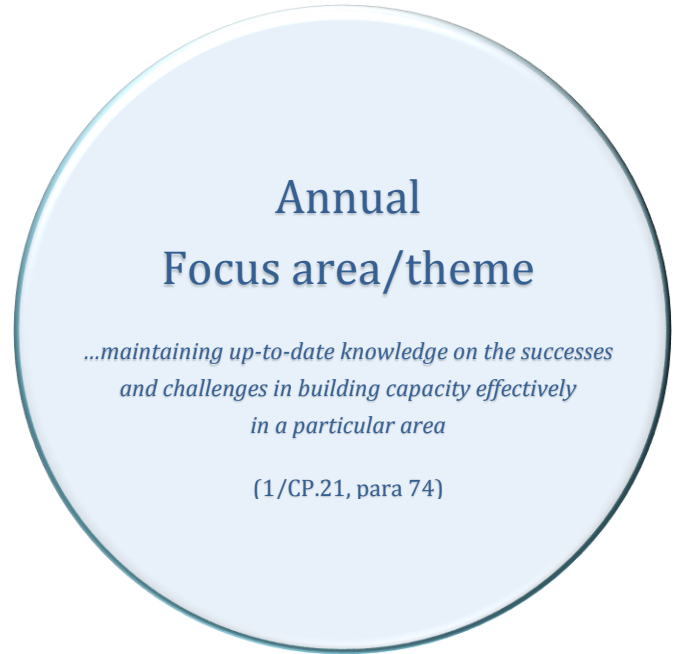 Annual
Focus area/theme
...maintaining up-to-date knowledge on the successes
and challenges in building capacity effectively
in a particular area
(1/CP.21, para 74)